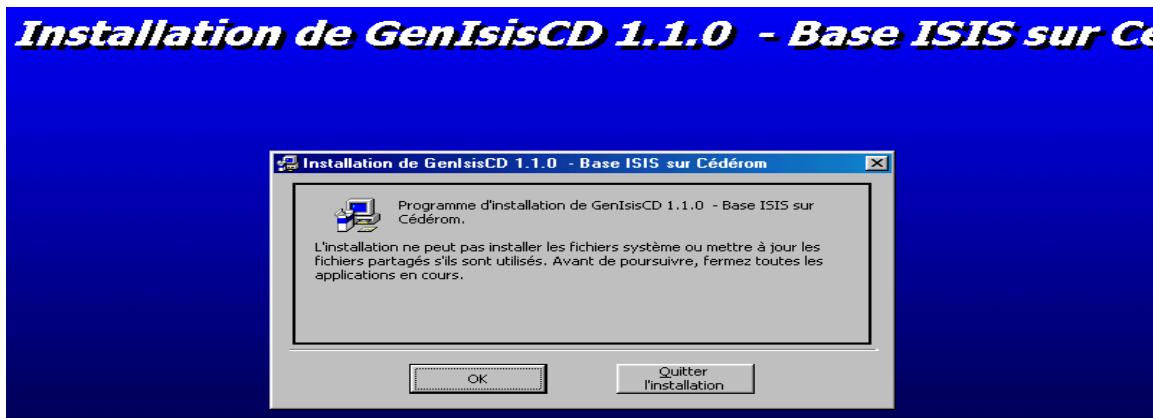 Installation de GenIsisCD 1.1.0 - Base ISIS sur Cé
Installation de GenIsisCD 1.1.0 - Base ISIS sur Cédérom
Programme d'installation de GenIsisCD 1.1.0 - Base ISIS sur
Cédérom.
L'installation ne peut pas installer les fichiers système ou mettre à jour les
fichiers partagés s'ils sont utilisés. Avant de poursuivre, fermez toutes les
applications en cours.
OK
Quitter
l'installation